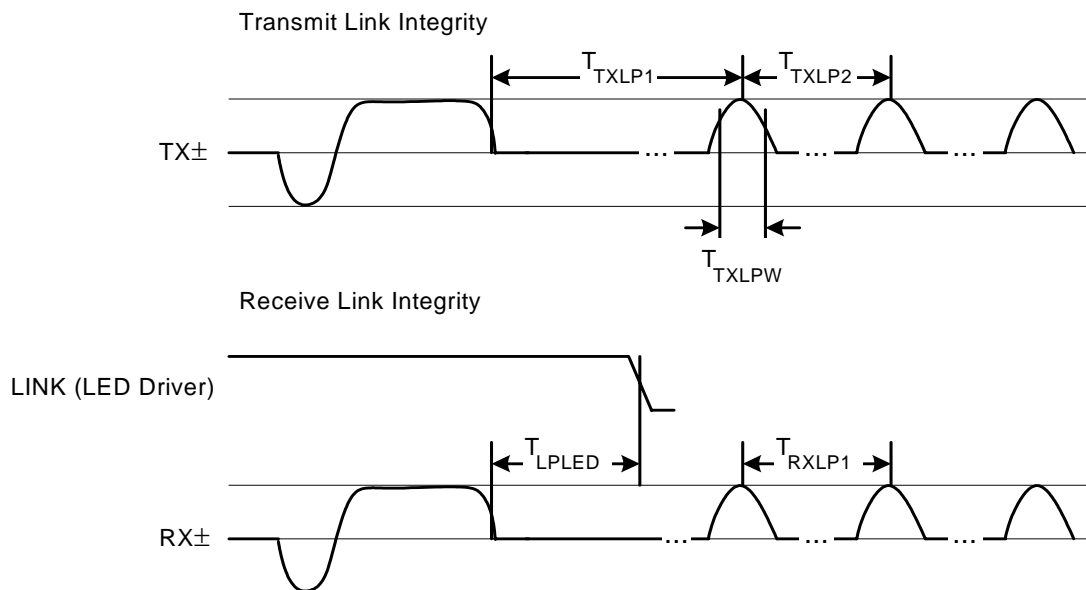 Transmit Link Integrity
TTXLP1
TTXLP2
TX±
... ... ...
TTXLPW
Receive Link Integrity
LINK (LED Driver)
TLPLED
TRXLP1
RX±
... ... ...